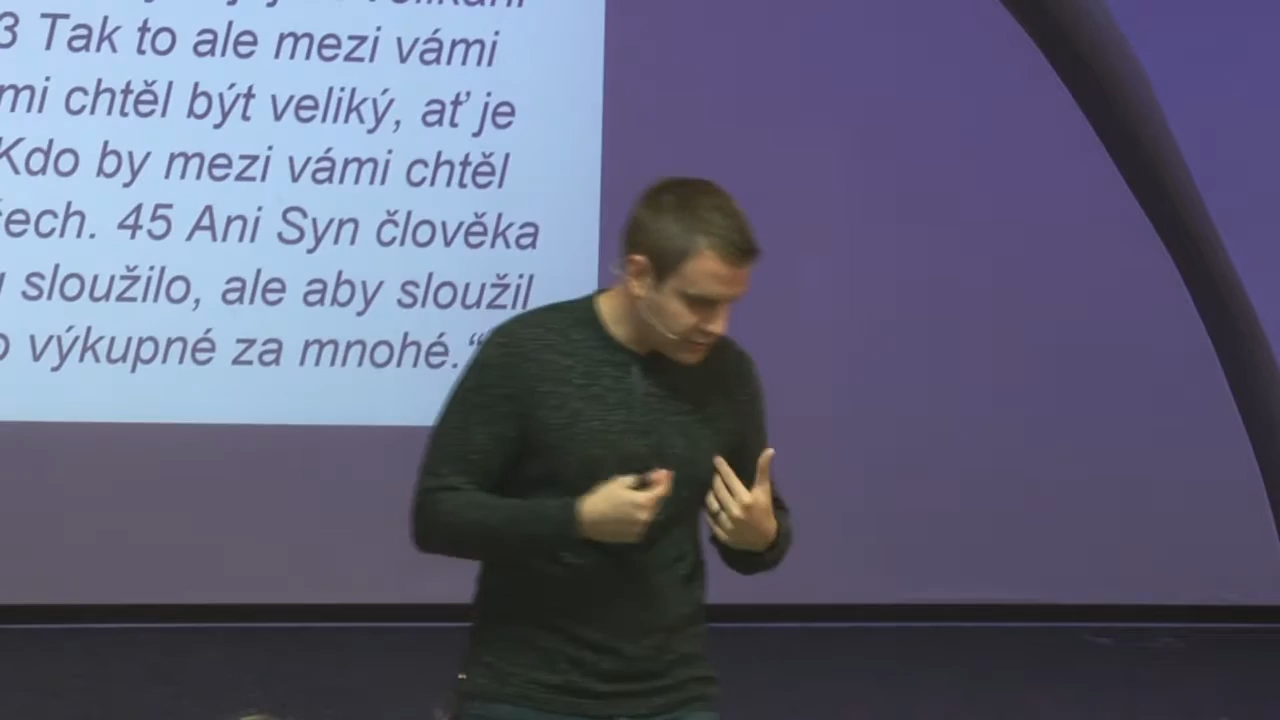 3 Tak to ale mezi vámi
mi chtěl být veliký, ať je
Kdo by mezi vámi chtěl
ech. 45 Ani Syn člověka
sloužilo, ale aby sloužil
výkupné za mnohé.“